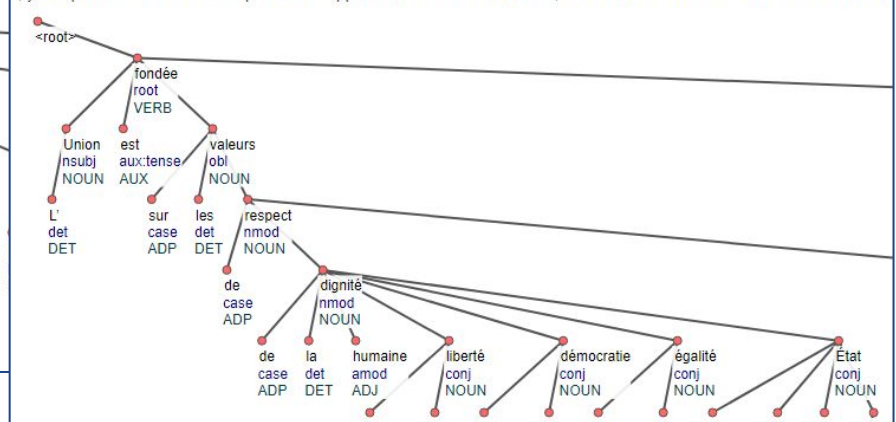 <root>
fondée
root
VERB
Union est valeurs
nsubj aux:tense obl
NOUN AUX NOUN
L' sur les respect
det case det nmod
DET ADP DET NOUN
de dignité
case nmod
ADP NOUN
de la humaine liberté démocratie égalité État
case det amod conj conj conj conj
ADP DET ADJ NOUN NOUN NOUN NOUN